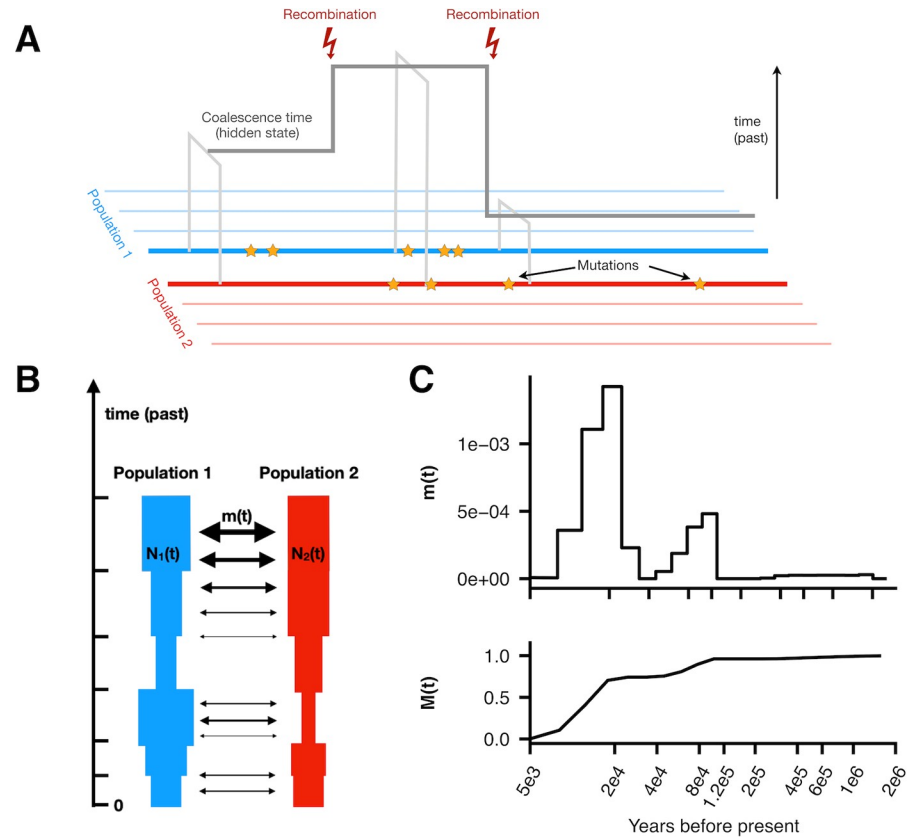 A
Recombination
Recombination
Coalescence time
(hidden state)
time
(past)
Population 1
Mutations
Population 2
B
time (past)
Population 1
Population 2
m(t)
N₁(t)
N₂(t)
0
C
m(t)
1e−03
5e−04
0e+00
M(t)
1.0
0.5
0.0
5e3
2e4
4e4
8e4
1.2e5
2e5
4e5
6e5
1e6
2e6
Years before present